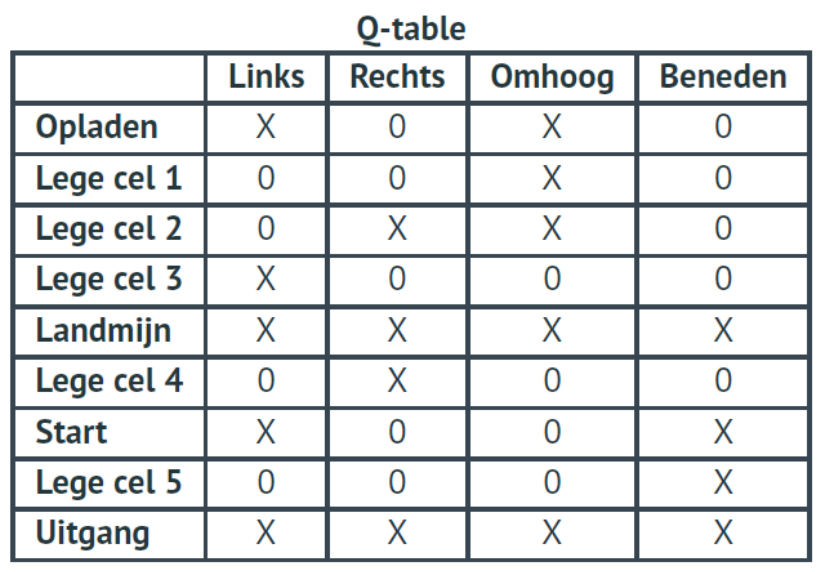 Q-table
Links Rechts Omhoog Beneden
Opladen X 0 X 0
Lege cel 1 0 0 X 0
Lege cel 2 0 X X 0
Lege cel 3 X 0 0 0
Landmijn X X X X
Lege cel 4 0 X 0 0
Start X 0 0 X
Lege cel 5 0 0 0 X
Uitgang X X X X